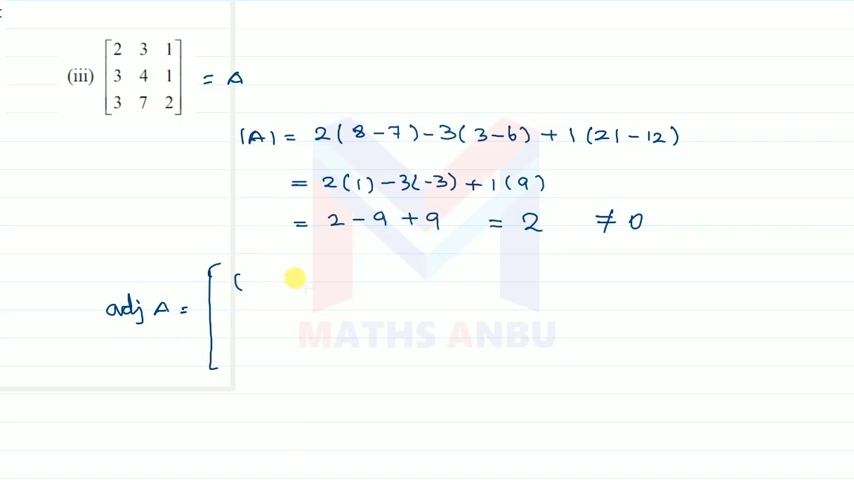 :
(iii) [2 3 1
3 4 1
3 7 2] = A
|A| = 2(8-7)-3(3-6)+1(21-12)
= 2(1)-3(-3)+1(9)
= 2-9+9 = 2 ≠ 0
adj A = [(
MATHS ANBU